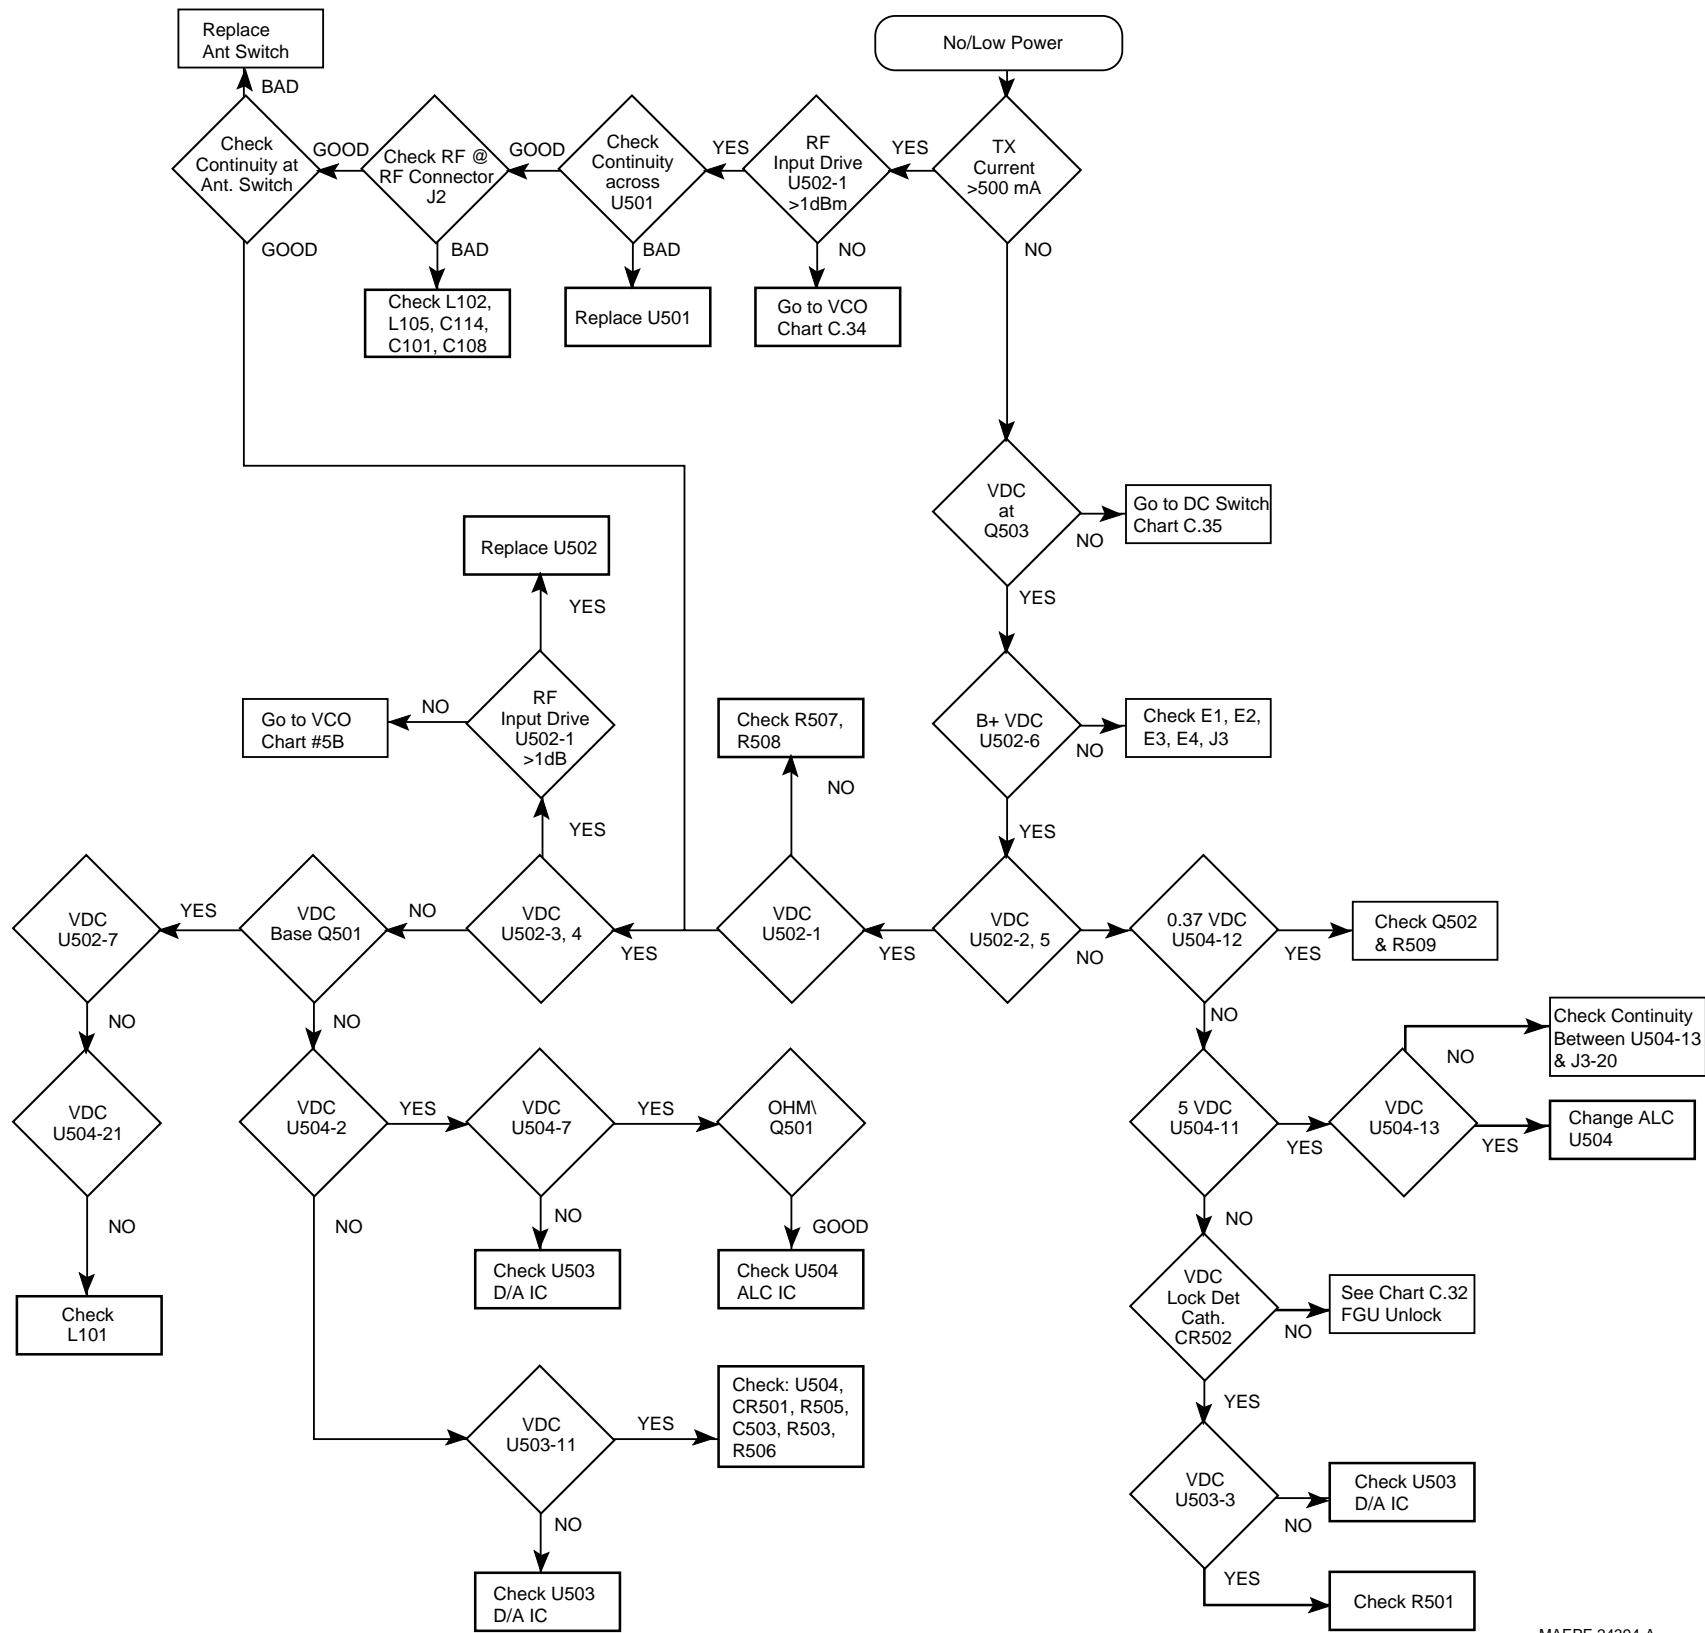 Replace
Ant Switch
No/Low Power
BAD
Check
Continuity at
Ant. Switch
GOOD
Check RF @
RF Connector
J2
GOOD
Check
Continuity
across
U501
YES
RF
Input Drive
U502-1
>1dBm
YES
TX
Current
>500 mA
GOOD
BAD
BAD
NO
NO
Check L102,
L105, C114,
C101, C108
Replace U501
Go to VCO
Chart C.34
VDC
at
Q503
NO
Go to DC Switch
Chart C.35
Replace U502
YES
YES
Go to VCO
Chart #5B
NO
RF
Input Drive
U502-1
>1dB
Check R507,
R508
B+ VDC
U502-6
NO
Check E1, E2,
E3, E4, J3
NO
YES
YES
VDC
U502-7
YES
VDC
Base Q501
NO
VDC
U502-3, 4
YES
VDC
U502-1
YES
VDC
U502-2, 5
NO
0.37 VDC
U504-12
YES
Check Q502
& R509
NO
NO
NO
Check Continuity
Between U504-13
& J3-20
NO
VDC
U504-21
VDC
U504-2
YES
VDC
U504-7
YES
OHM\
Q501
5 VDC
U504-11
YES
VDC
U504-13
YES
Change ALC
U504
NO
NO
NO
GOOD
NO
Check U503
D/A IC
Check U504
ALC IC
VDC
Lock Det
Cath.
CR502
NO
See Chart C.32
FGU Unlock
Check
L101
YES
VDC
U503-11
YES
Check: U504,
CR501, R505,
C503, R503,
R506
VDC
U503-3
NO
Check U503
D/A IC
NO
YES
Check U503
D/A IC
Check R501